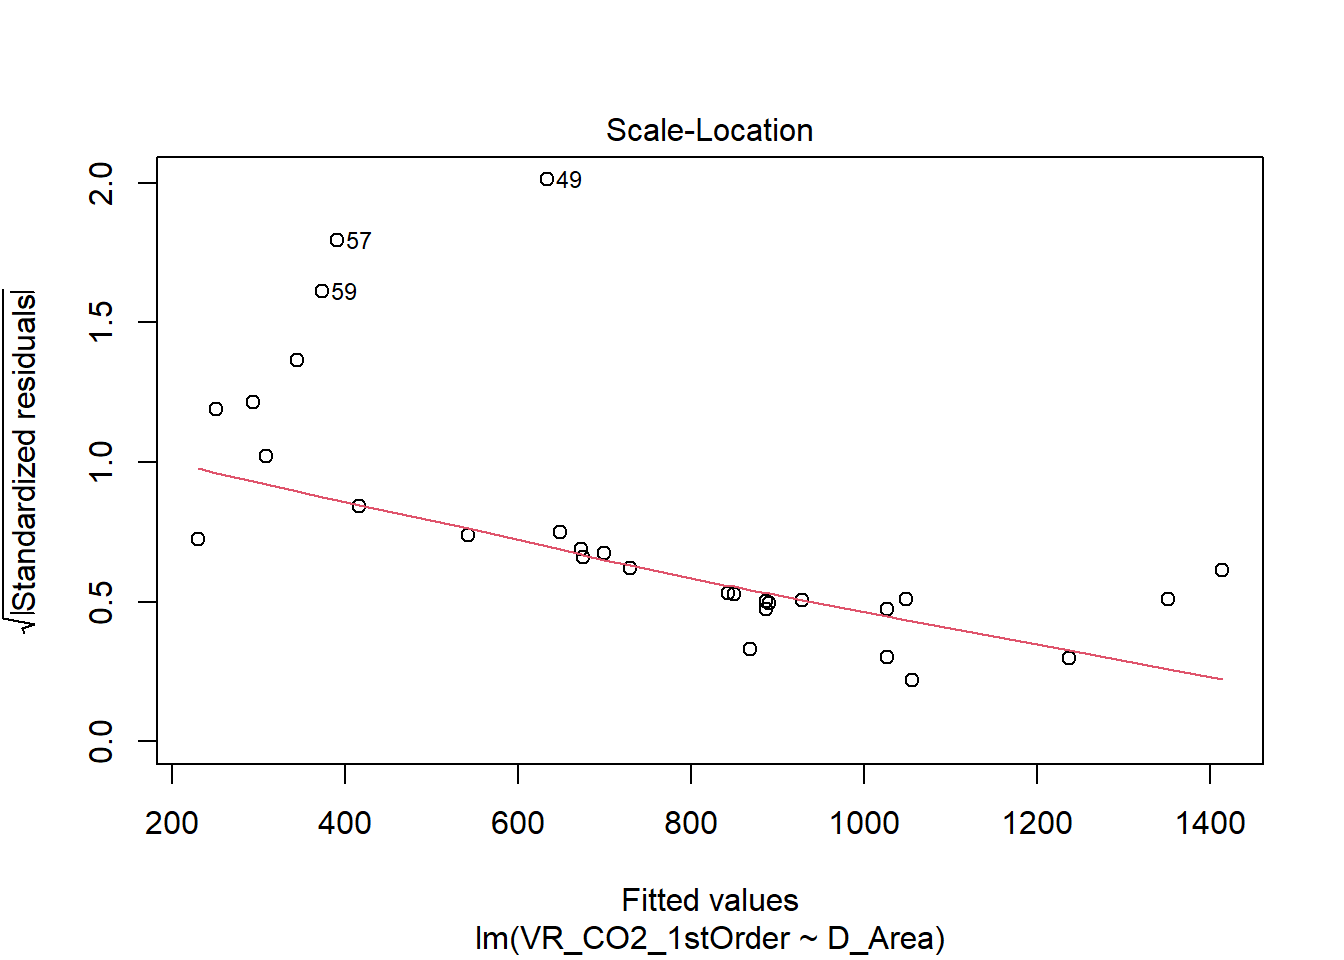 Scale-Location
√|Standardized residuals|
2.0
1.5
1.0
0.5
0.0
49
57
59
200 400 600 800 1000 1200 1400
Fitted values
lm(VR_CO2_1stOrder ~ D_Area)